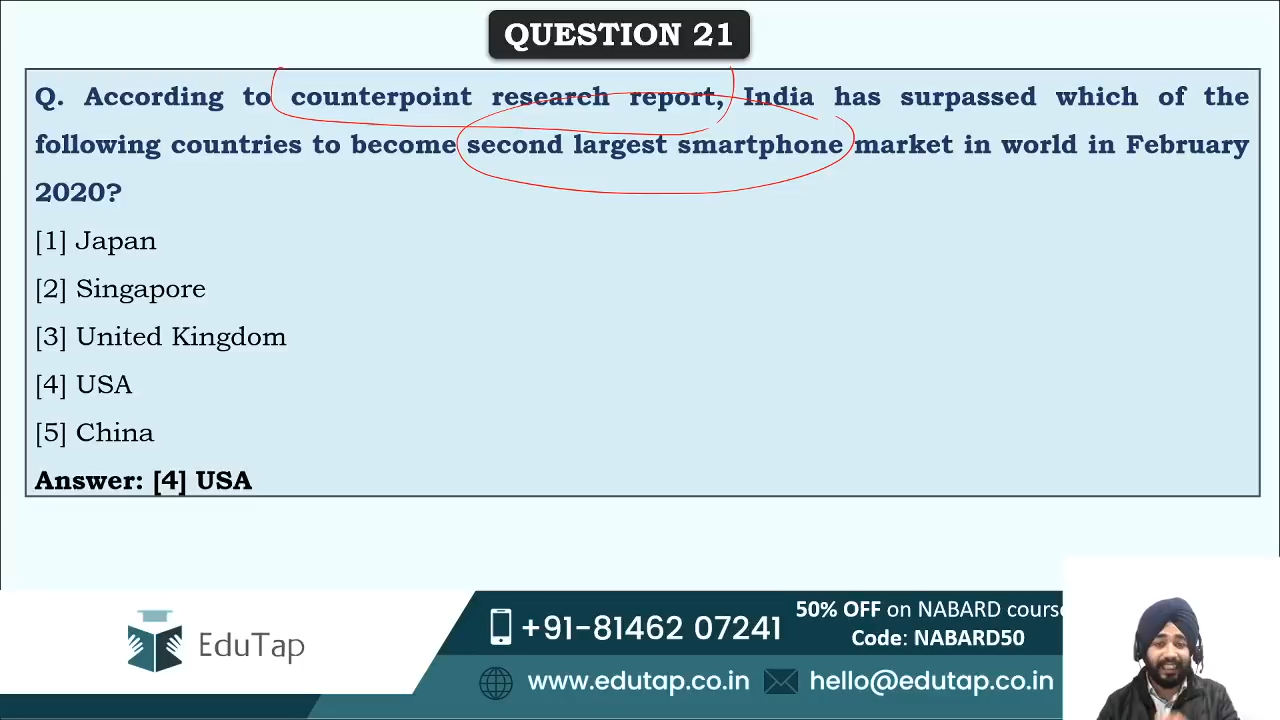 QUESTION 21
Q. According to counterpoint research report, India has surpassed which of the
following countries to become second largest smartphone market in world in February
2020?
[1] Japan
[2] Singapore
[3] United Kingdom
[4] USA
[5] China
Answer: [4] USA
EduTap
+91-81462 07241
50% OFF on NABARD course
Code: NABARD50
www.edutap.co.in
hello@edutap.co.in